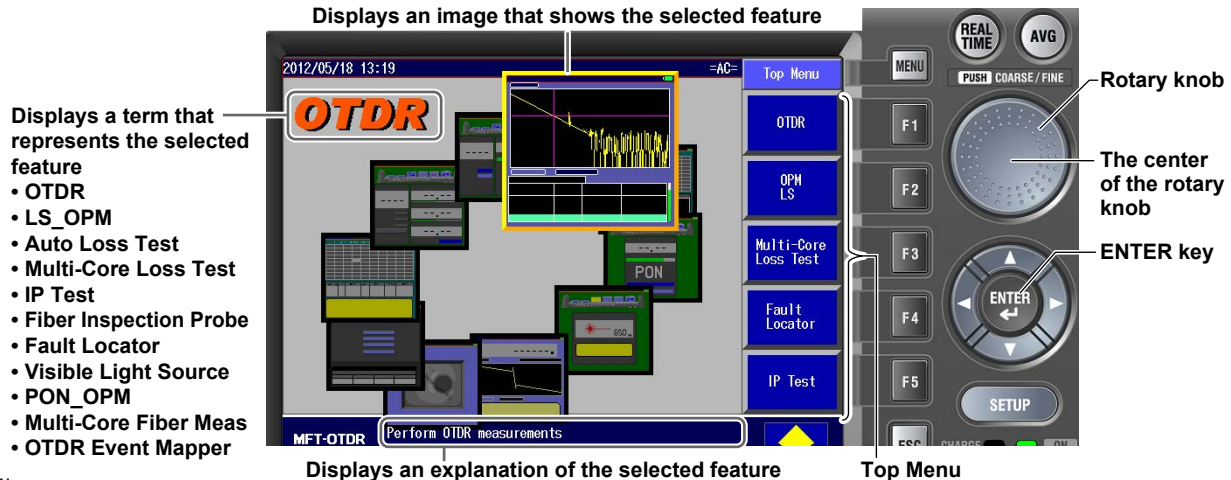 Displays an image that shows the selected feature
2012/05/18 13:19
=AC=
Top Menu
OTDR
OTDR
OPM
LS
Multi-Core
Loss Test
Fault
Locator
IP Test
PON
650
MFT-OTDR
Perform OTDR measurements
MENU
F1
F2
F3
F4
F5
ESC
REAL
TIME
AVG
PUSH COARSE/FINE
ENTER
SETUP
CHARGE
ON
Displays a term that
represents the selected
feature
• OTDR
• LS_OPM
• Auto Loss Test
• Multi-Core Loss Test
• IP Test
• Fiber Inspection Probe
• Fault Locator
• Visible Light Source
• PON_OPM
• Multi-Core Fiber Meas
• OTDR Event Mapper
Rotary knob
The center
of the rotary
knob
ENTER key
Displays an explanation of the selected feature
Top Menu